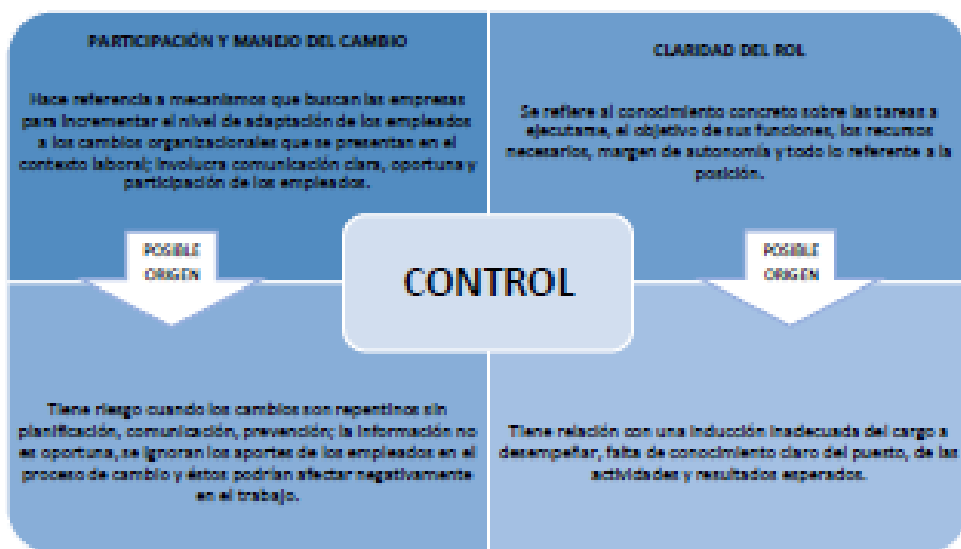 PARTICIPACIÓN Y MANEJO DEL CAMBIO
Hace referencia a mecanismos que buscan las empresas
para incrementar el nivel de adaptación de los empleados
a los cambios organizacionales que se presentan en el
contexto laboral; involucra comunicación clara, oportuna y
participación de los empleados.
CLARIDAD DEL ROL
Se refiere al conocimiento concreto sobre las tareas a
ejecutarse, el objetivo de sus funciones, los recursos
necesarios, margen de autonomía y todo lo referente a la
posición.
POSIBLE
ORIGEN
CONTROL
POSIBLE
ORIGEN
Tiene riesgo cuando los cambios son repentinos sin
planificación, comunicación, prevención; la información no
es oportuna, se ignoran los aportes de los empleados en el
proceso de cambio y éstos podrían afectar negativamente
en el trabajo.
Tiene relación con una inducción inadecuada del cargo a
desempeñar, falta de conocimiento claro del puesto, de las
actividades y resultados esperados.